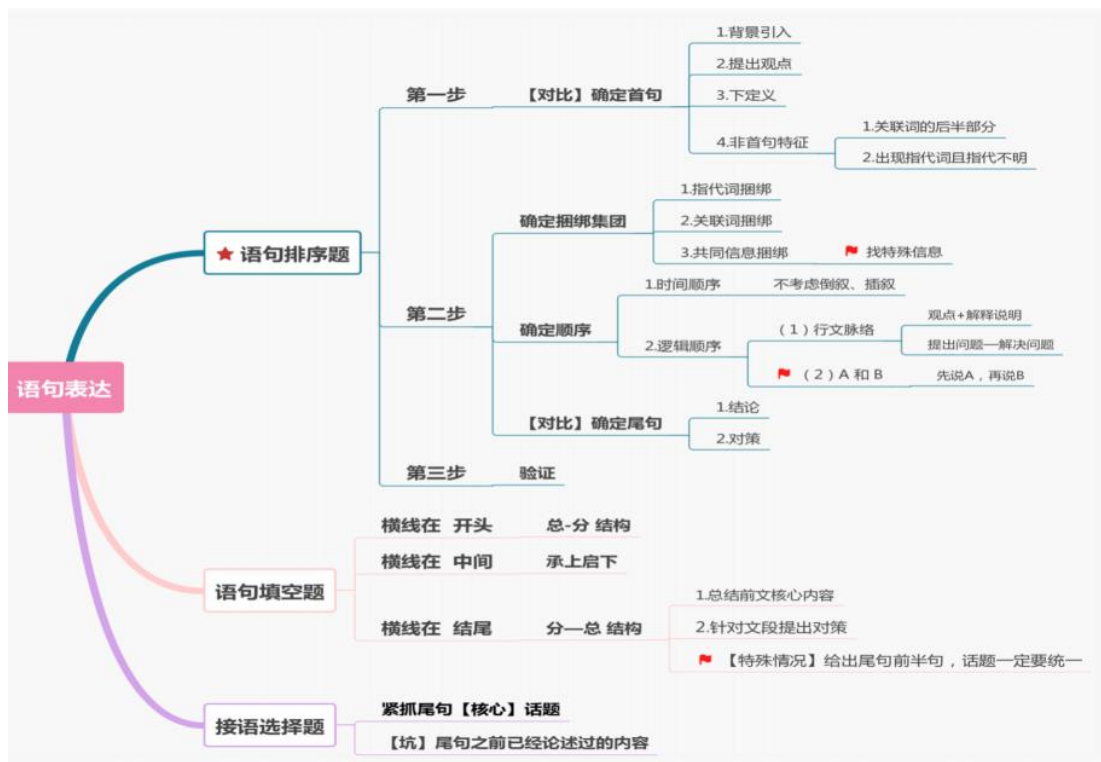 语句表达
★ 语句排序题
第一步
【对比】确定首句
1.背景引入
2.提出观点
3.下定义
4.非首句特征
1.关联词的后半部分
2.出现指代词且指代不明
第二步
确定捆绑集团
1.指代词捆绑
2.关联词捆绑
3.共同信息捆绑
找特殊信息
确定顺序
1.时间顺序
不考虑倒叙、插叙
2.逻辑顺序
（1）行文脉络
观点+解释说明
提出问题—解决问题
（2）A 和 B
先说A，再说B
【对比】确定尾句
1.结论
2.对策
第三步
验证
语句填空题
横线在 开头
总-分 结构
横线在 中间
承上启下
横线在 结尾
分—总 结构
1.总结前文核心内容
2.针对文段提出对策
【特殊情况】给出尾句前半句，话题一定要统一
接语选择题
紧抓尾句【核心】话题
【坑】尾句之前已经论述过的内容